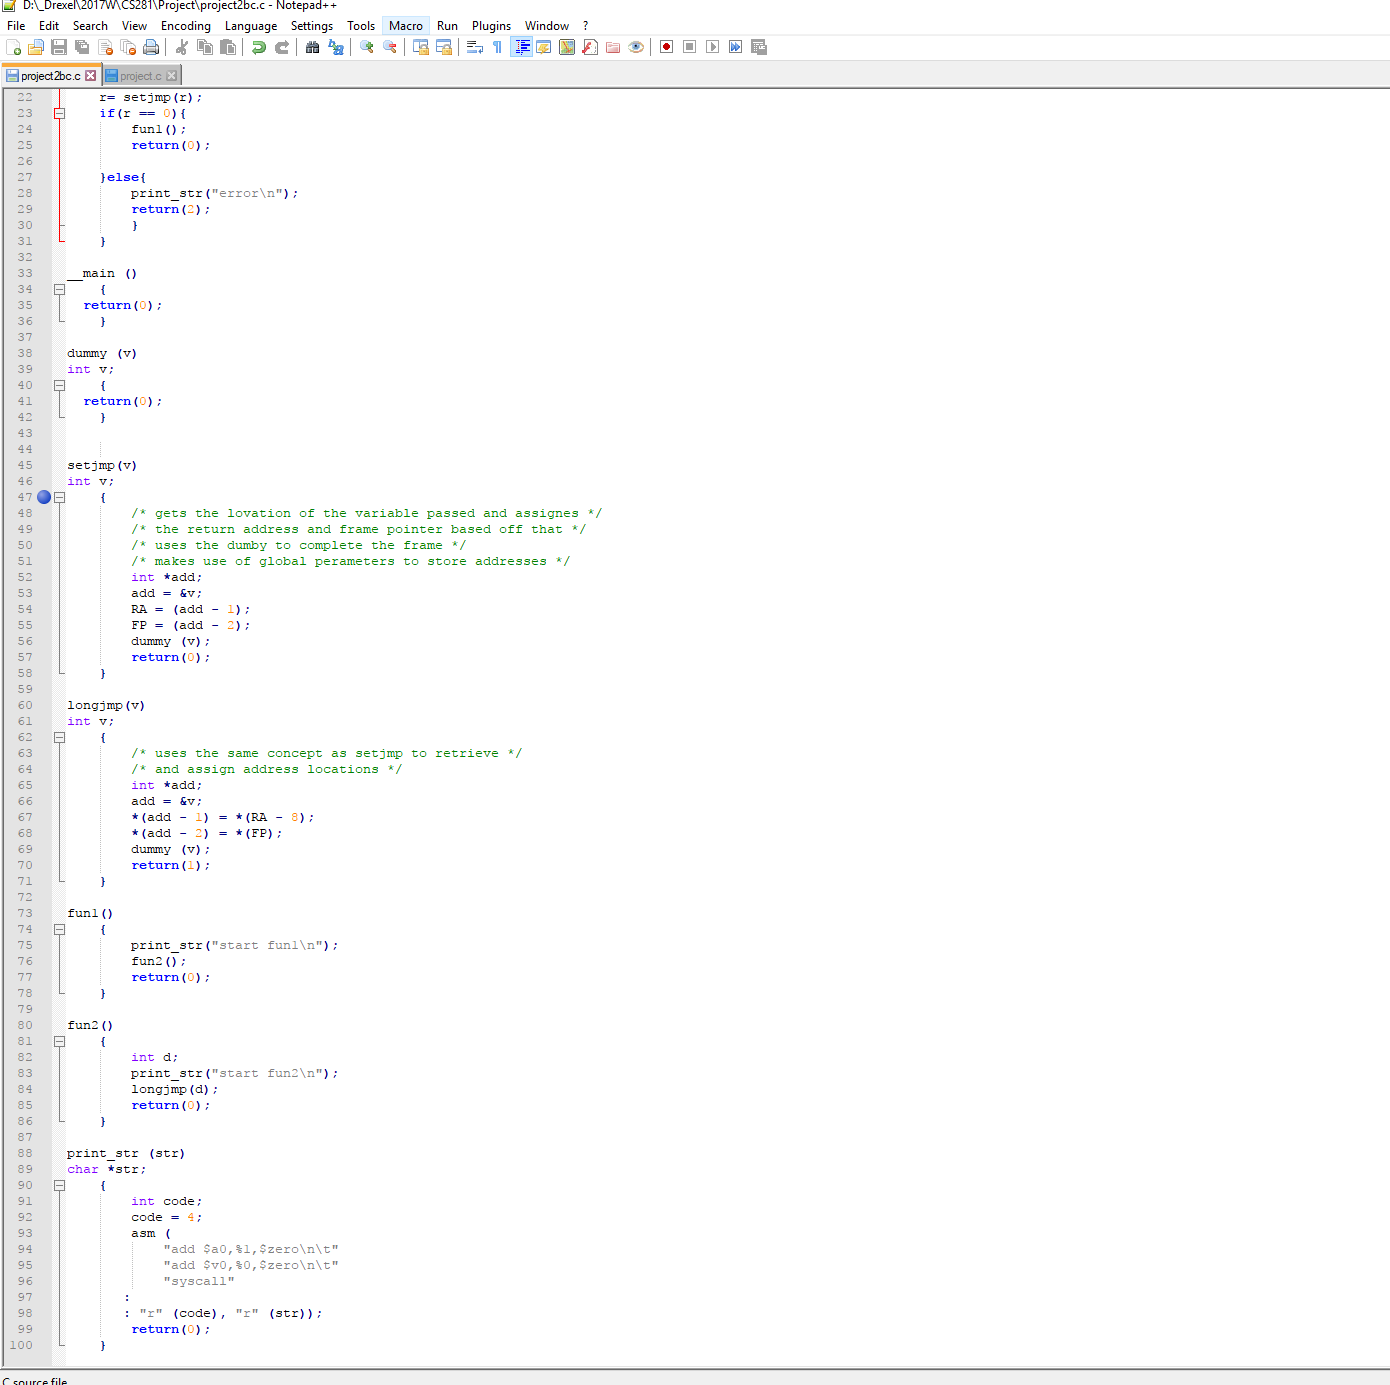 D:\_Drexel\2017W\CS281\Project\project2bc.c - Notepad++
File Edit Search View Encoding Language Settings Tools Macro Run Plugins Window ?
project2bc.c project.c
22 r= setjmp(r);
23 if(r == 0){
24 fun1();
25 return(0);
26
27 }else{
28 print_str("error\n");
29 return(2);
30 }
31 }
32
33 __main ()
34 {
35 return(0);
36 }
37
38 dummy (v)
39 int v;
40 {
41 return(0);
42 }
43
44
45 setjmp(v)
46 int v;
47 {
48 /* gets the lovation of the variable passed and assignes */
49 /* the return address and frame pointer based off that */
50 /* uses the dumby to complete the frame */
51 /* makes use of global perameters to store addresses */
52 int *add;
53 add = &v;
54 RA = (add - 1);
55 FP = (add - 2);
56 dummy (v);
57 return(0);
58 }
59
60 longjmp(v)
61 int v;
62 {
63 /* uses the same concept as setjmp to retrieve */
64 /* and assign address locations */
65 int *add;
66 add = &v;
67 *(add - 1) = *(RA - 8);
68 *(add - 2) = *(FP);
69 dummy (v);
70 return(1);
71 }
72
73 fun1()
74 {
75 print_str("start fun1\n");
76 fun2();
77 return(0);
78 }
79
80 fun2()
81 {
82 int d;
83 print_str("start fun2\n");
84 longjmp(d);
85 return(0);
86 }
87
88 print_str (str)
89 char *str;
90 {
91 int code;
92 code = 4;
93 asm (
94 "add $a0,%1,$zero\n\t"
95 "add $v0,%0,$zero\n\t"
96 "syscall"
97 :
98 : "r" (code), "r" (str));
99 return(0);
100 }
C source file